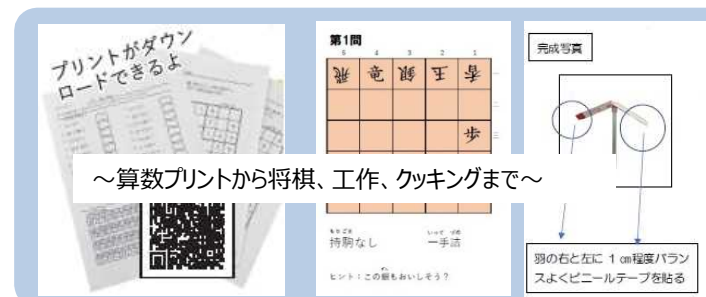 プリントがダウン
ロードできるよ
第1問
5 4 3 2 1
飛 竜 銀 王 香
一
二
歩 三
～算数プリントから将棋、工作、クッキングまで～
持駒なし 一手詰
ヒント：この銀もおいしそう？
完成写真
羽の右と左に 1 ㎝程度バラン
スよくビニールテープを貼る